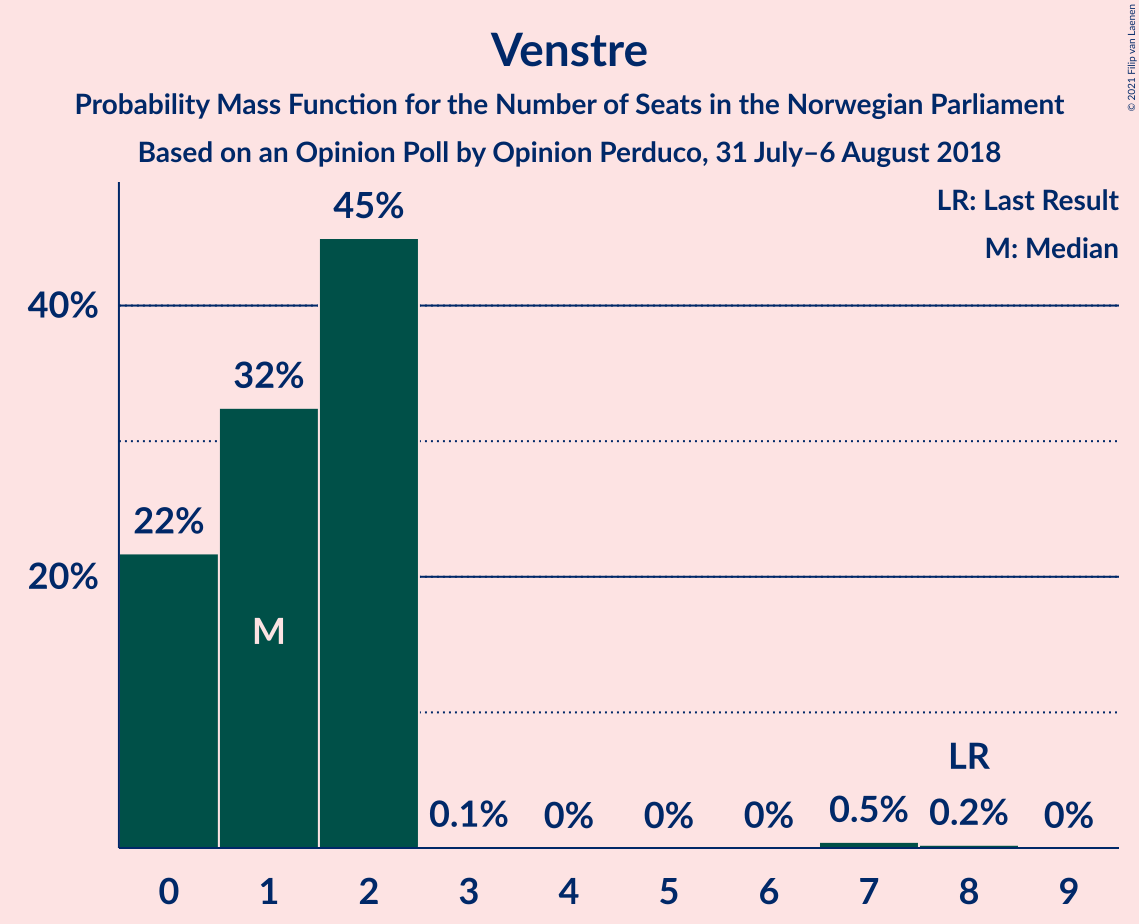 Venstre
Probability Mass Function for the Number of Seats in the Norwegian Parliament
Based on an Opinion Poll by Opinion Perduco, 31 July–6 August 2018
© 2021 Filip van Laenen
LR: Last Result
M: Median
45%
40%
32%
22%
20%
M
LR
0.1%
0%
0%
0%
0.5%
0.2%
0%
0
1
2
3
4
5
6
7
8
9